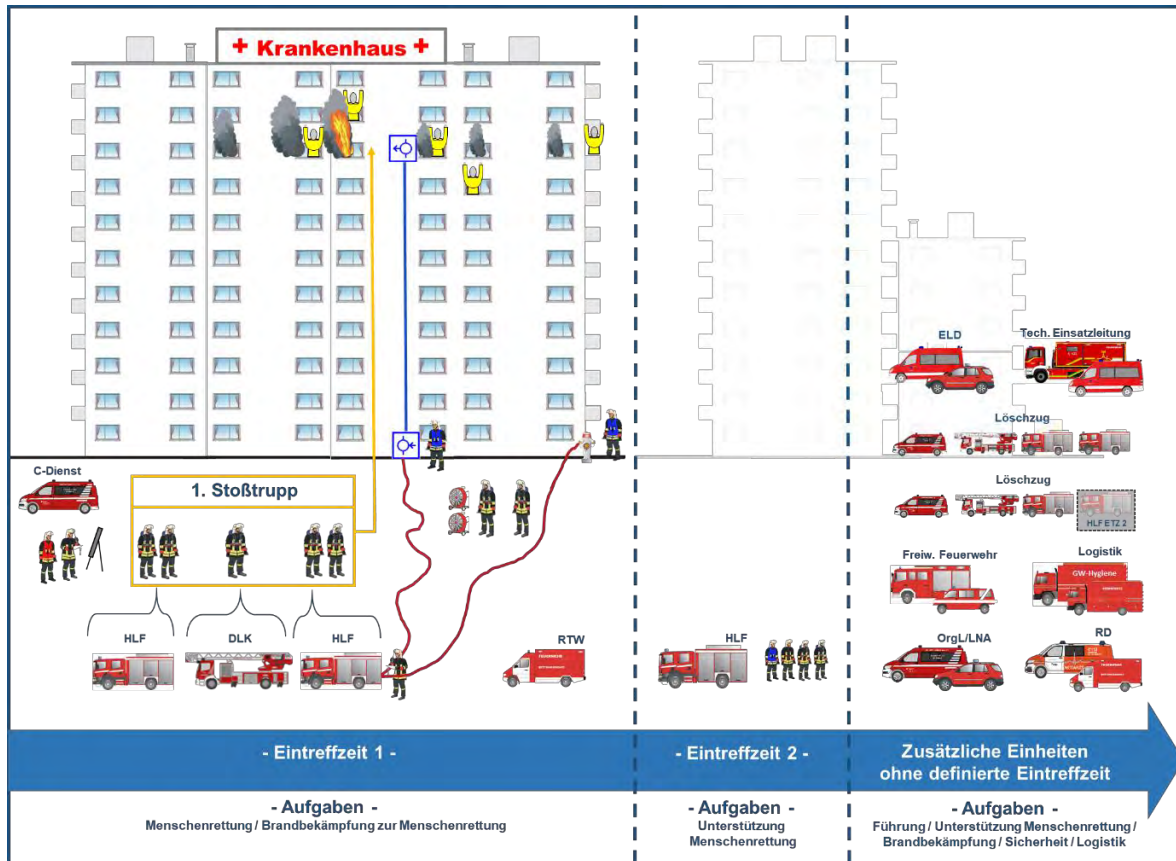 + Krankenhaus +
C-Dienst
1. Stoßtrupp
HLF
DLK
HLF
RTW
HLF
ELD
Tech. Einsatzleitung
Löschzug
Löschzug
HLF ETZ 2
Freiw. Feuerwehr
Logistik
GW-Hygiene
OrgL/LNA
RD
- Eintreffzeit 1 -
- Eintreffzeit 2 -
Zusätzliche Einheiten
ohne definierte Eintreffzeit
- Aufgaben -
Menschenrettung / Brandbekämpfung zur Menschenrettung
- Aufgaben -
Unterstützung
Menschenrettung
- Aufgaben -
Führung / Unterstützung Menschenrettung /
Brandbekämpfung / Sicherheit / Logistik